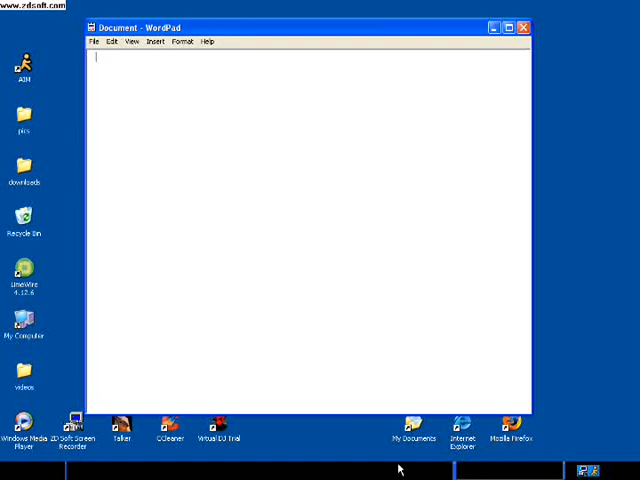 www.zdsoft.com
Document - WordPad
File Edit View Insert Format Help
AIM
pics
downloads
Recycle Bin
LimeWire
4.12.6
My Computer
videos
Windows Media
Player
ZD Soft Screen
Recorder
Talker
CCleaner
Virtual DJ Trial
My Documents
Internet
Explorer
Mozilla Firefox